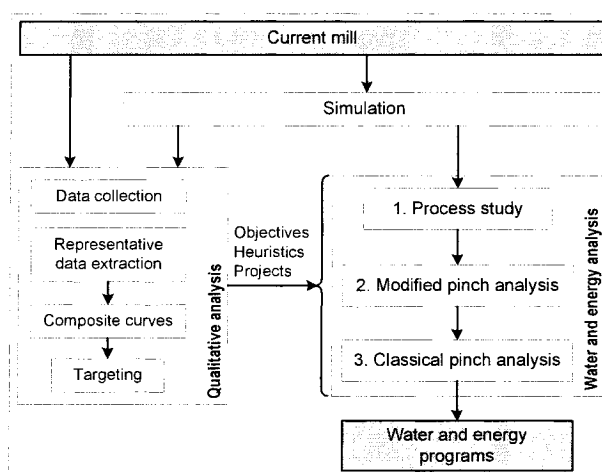 Current mill
Simulation
Data collection
Representative
data extraction
Composite curves
Targeting
Qualitative analysis
Objectives
Heuristics
Projects
1. Process study
2. Modified pinch analysis
3. Classical pinch analysis
Water and energy analysis
Water and energy
programs